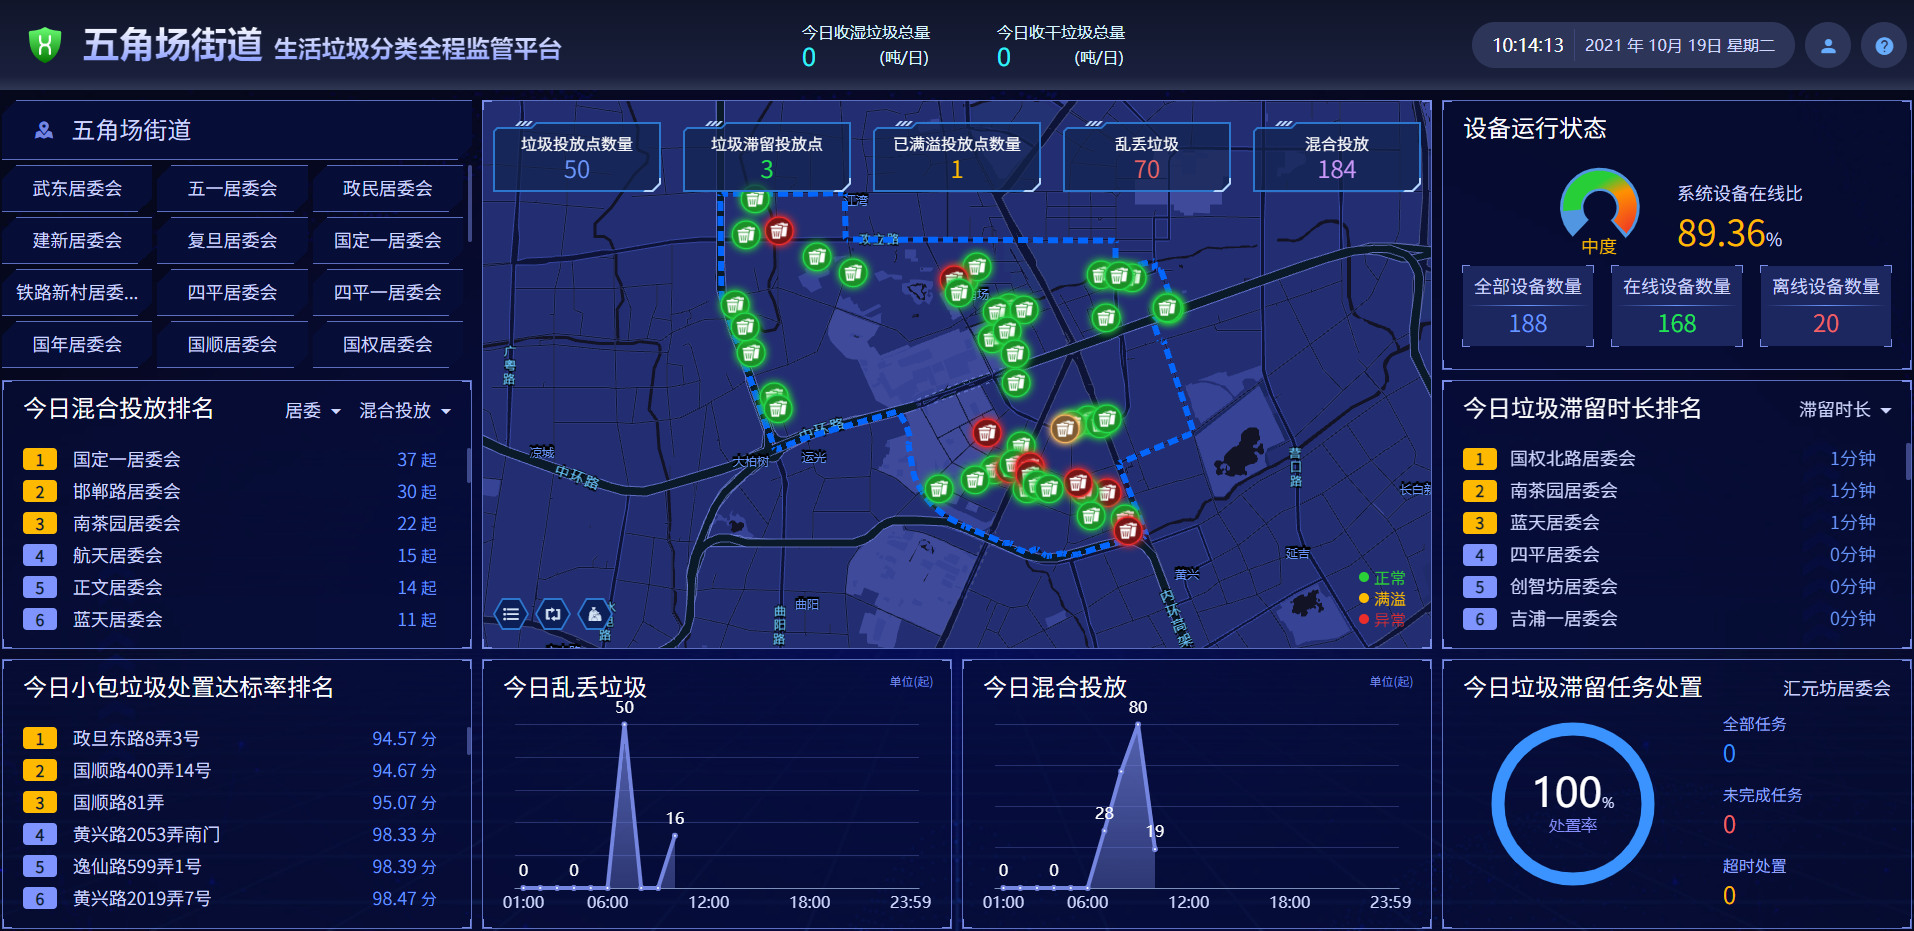 五角场街道 生活垃圾分类全程监管平台
今日收湿垃圾总量
0 (吨/日)
今日收干垃圾总量
0 (吨/日)
10:14:13 2021 年 10月 19日 星期二
五角场街道
武东居委会 五一居委会 政民居委会
建新居委会 复旦居委会 国定一居委会
铁路新村居委... 四平居委会 四平一居委会
国年居委会 国顺居委会 国权居委会
今日混合投放排名 居委 混合投放
1 国定一居委会 37 起
2 邯郸路居委会 30 起
3 南茶园居委会 22 起
4 航天居委会 15 起
5 正文居委会 14 起
6 蓝天居委会 11 起
今日小包垃圾处置达标率排名
1 政旦东路8弄3号 94.57 分
2 国顺路400弄14号 94.67 分
3 国顺路81弄 95.07 分
4 黄兴路2053弄南门 98.33 分
5 逸仙路599弄1号 98.39 分
6 黄兴路2019弄7号 98.47 分
垃圾投放点数量
50
垃圾滞留投放点
3
已满溢投放点数量
1
乱丢垃圾
70
混合投放
184
江湾
广粤路
凉城
中环路
大柏树
中环路
运光
营口路
延吉
黄兴
曲阳路
曲阳
内环高架
正常
满溢
异常
今日乱丢垃圾 单位(起)
50
16
0 0
01:00 06:00 12:00 18:00 23:59
今日混合投放 单位(起)
80
28
19
0 0
01:00 06:00 12:00 18:00 23:59
设备运行状态
中度
系统设备在线比
89.36%
全部设备数量 在线设备数量 离线设备数量
188 168 20
今日垃圾滞留时长排名 滞留时长
1 国权北路居委会 1分钟
2 南茶园居委会 1分钟
3 蓝天居委会 1分钟
4 四平居委会 0分钟
5 创智坊居委会 0分钟
6 吉浦一居委会 0分钟
今日垃圾滞留任务处置 汇元坊居委会
100%
处置率
全部任务
0
未完成任务
0
超时处置
0